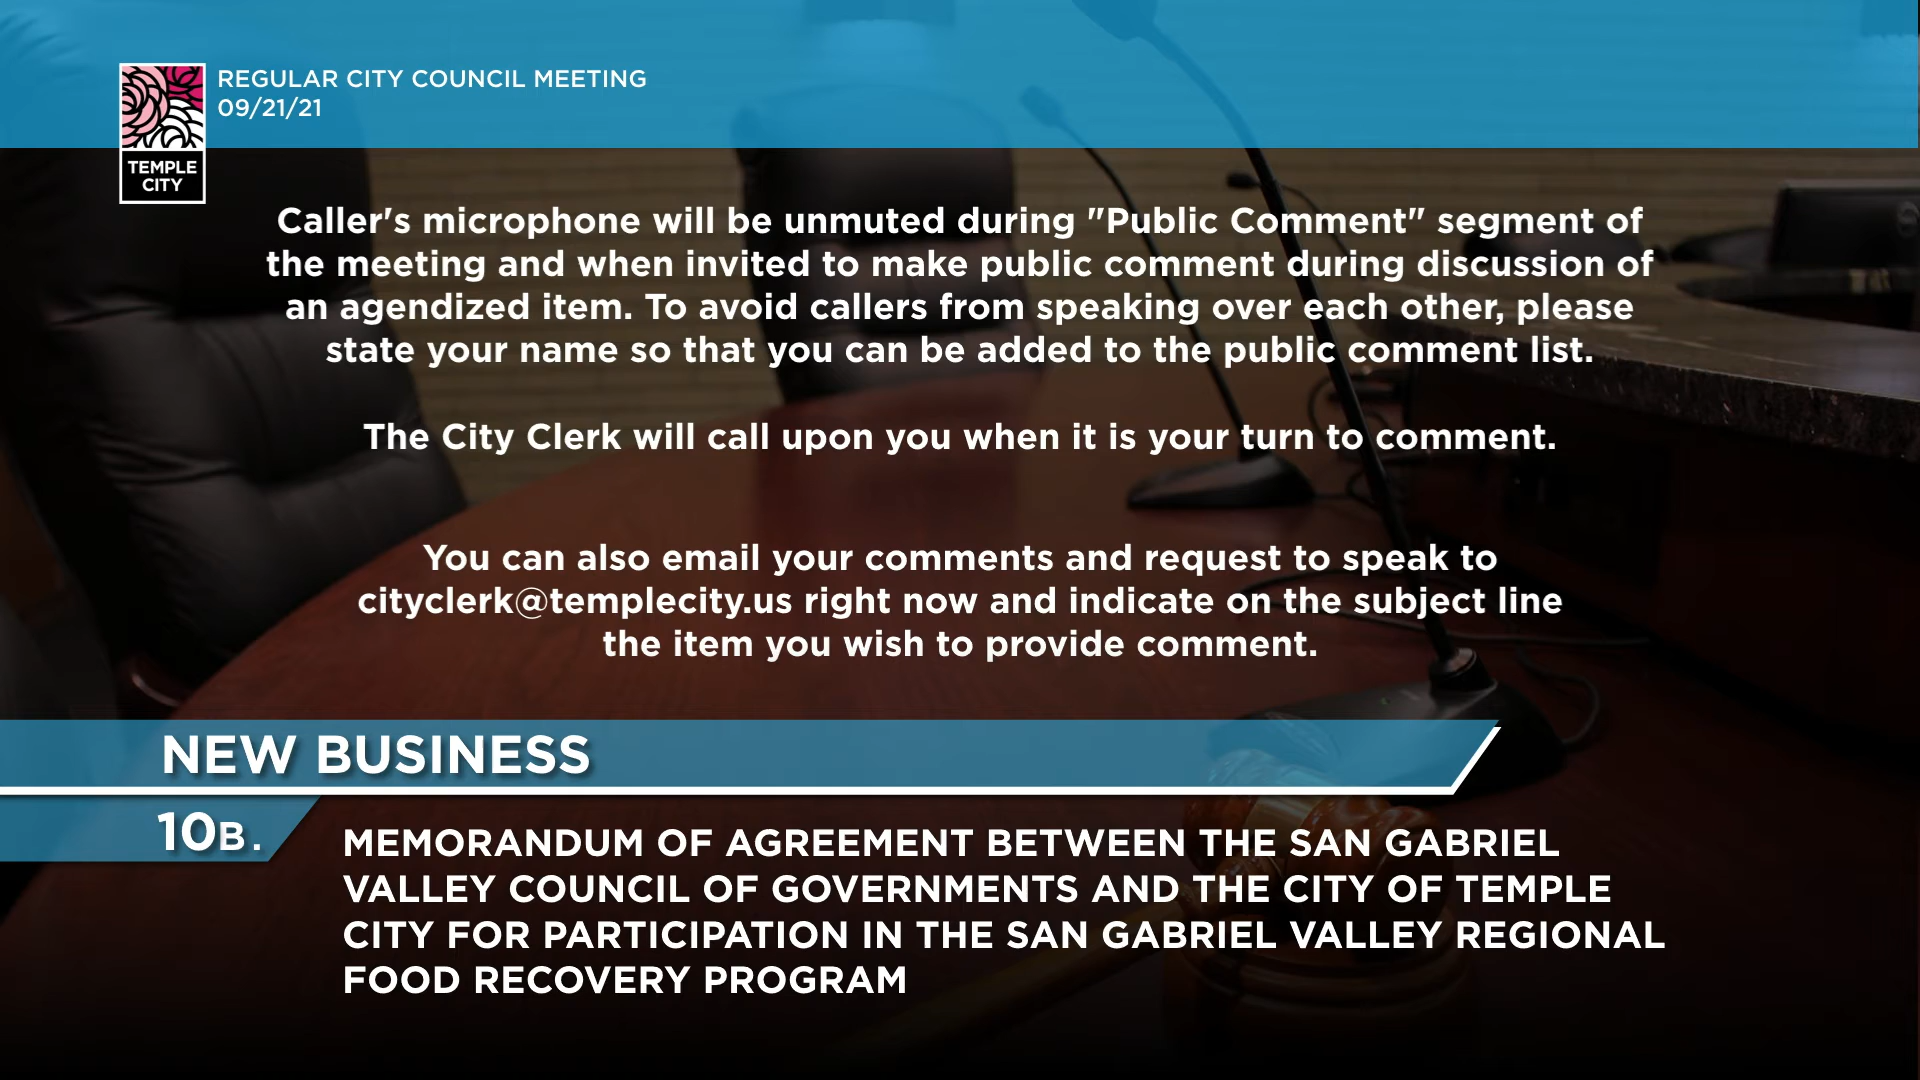 REGULAR CITY COUNCIL MEETING
09/21/21
TEMPLE
CITY
Caller's microphone will be unmuted during "Public Comment" segment of
the meeting and when invited to make public comment during discussion of
an agendized item. To avoid callers from speaking over each other, please
state your name so that you can be added to the public comment list.
The City Clerk will call upon you when it is your turn to comment.
You can also email your comments and request to speak to
cityclerk@templecity.us right now and indicate on the subject line
the item you wish to provide comment.
NEW BUSINESS
10B.
MEMORANDUM OF AGREEMENT BETWEEN THE SAN GABRIEL
VALLEY COUNCIL OF GOVERNMENTS AND THE CITY OF TEMPLE
CITY FOR PARTICIPATION IN THE SAN GABRIEL VALLEY REGIONAL
FOOD RECOVERY PROGRAM